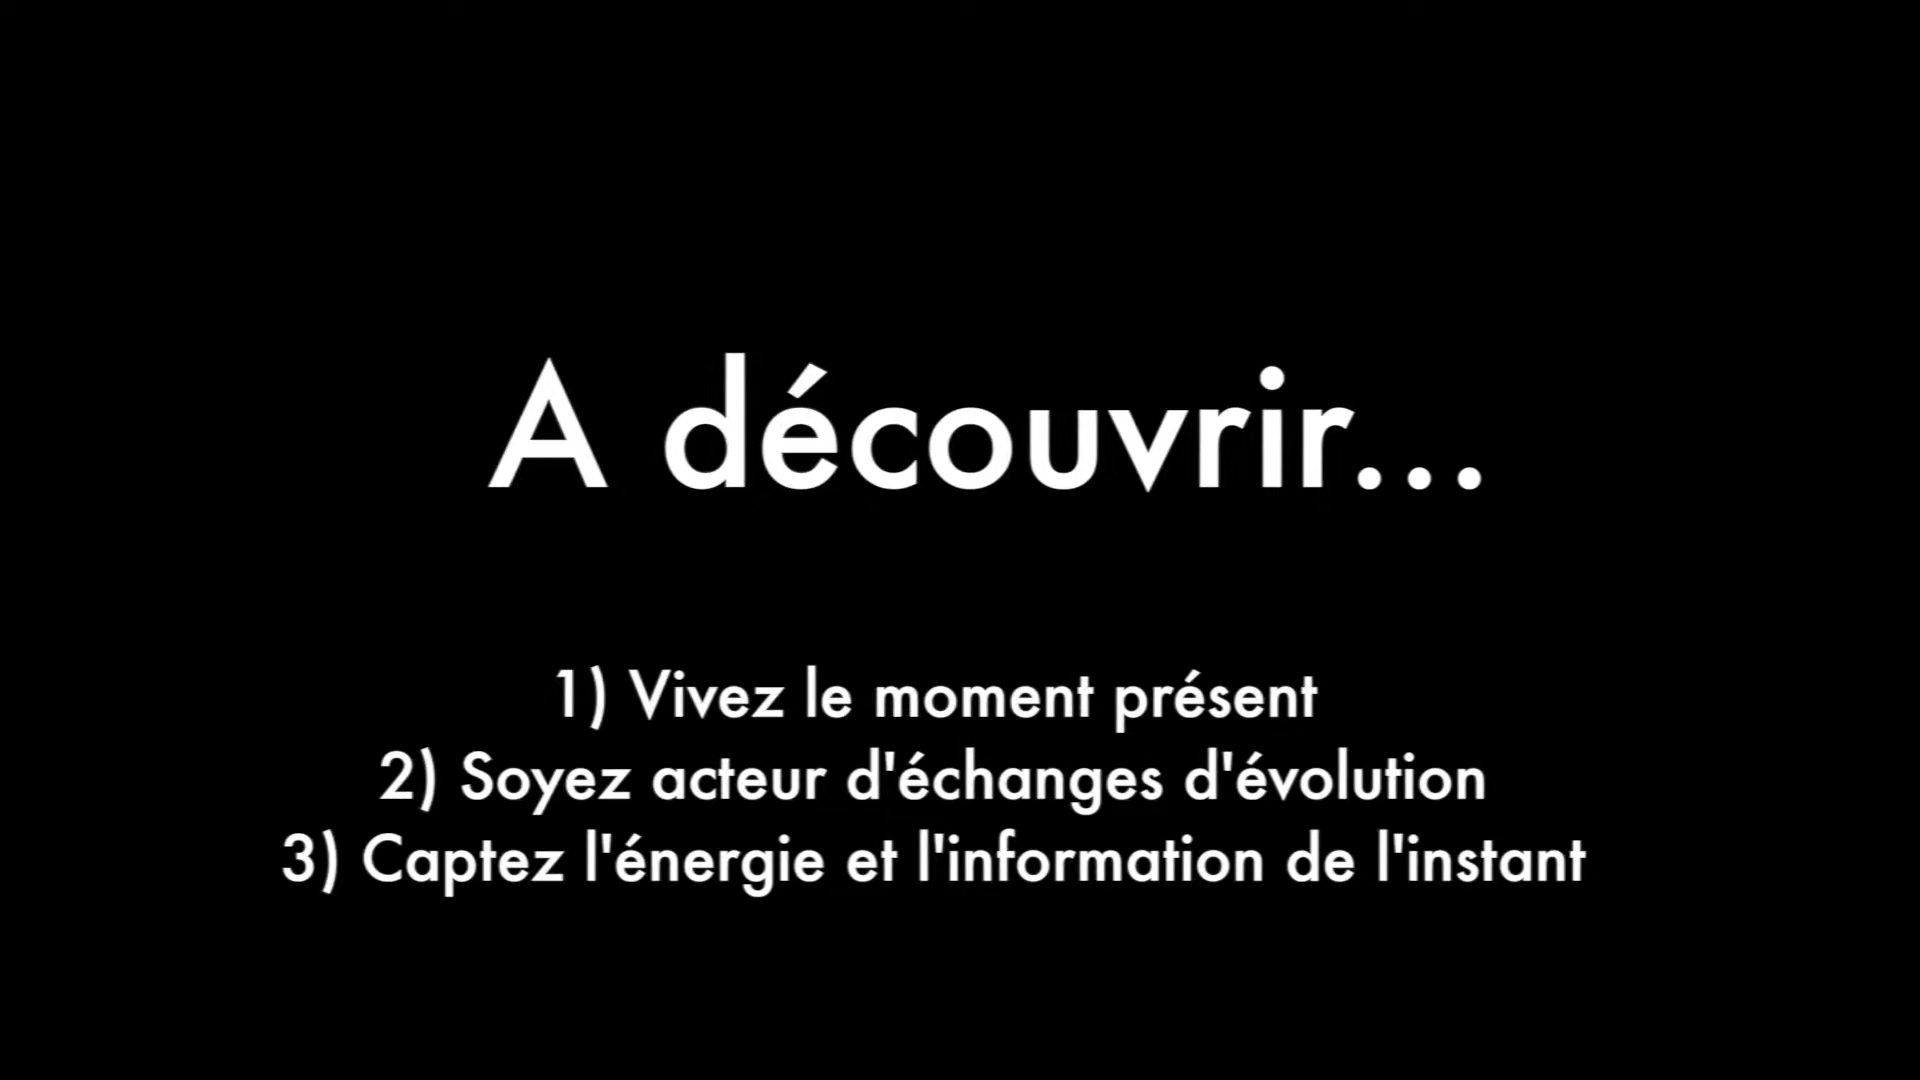 A découvrir...
1) Vivez le moment présent
2) Soyez acteur d'échanges d'évolution
3) Captez l'énergie et l'information de l'instant